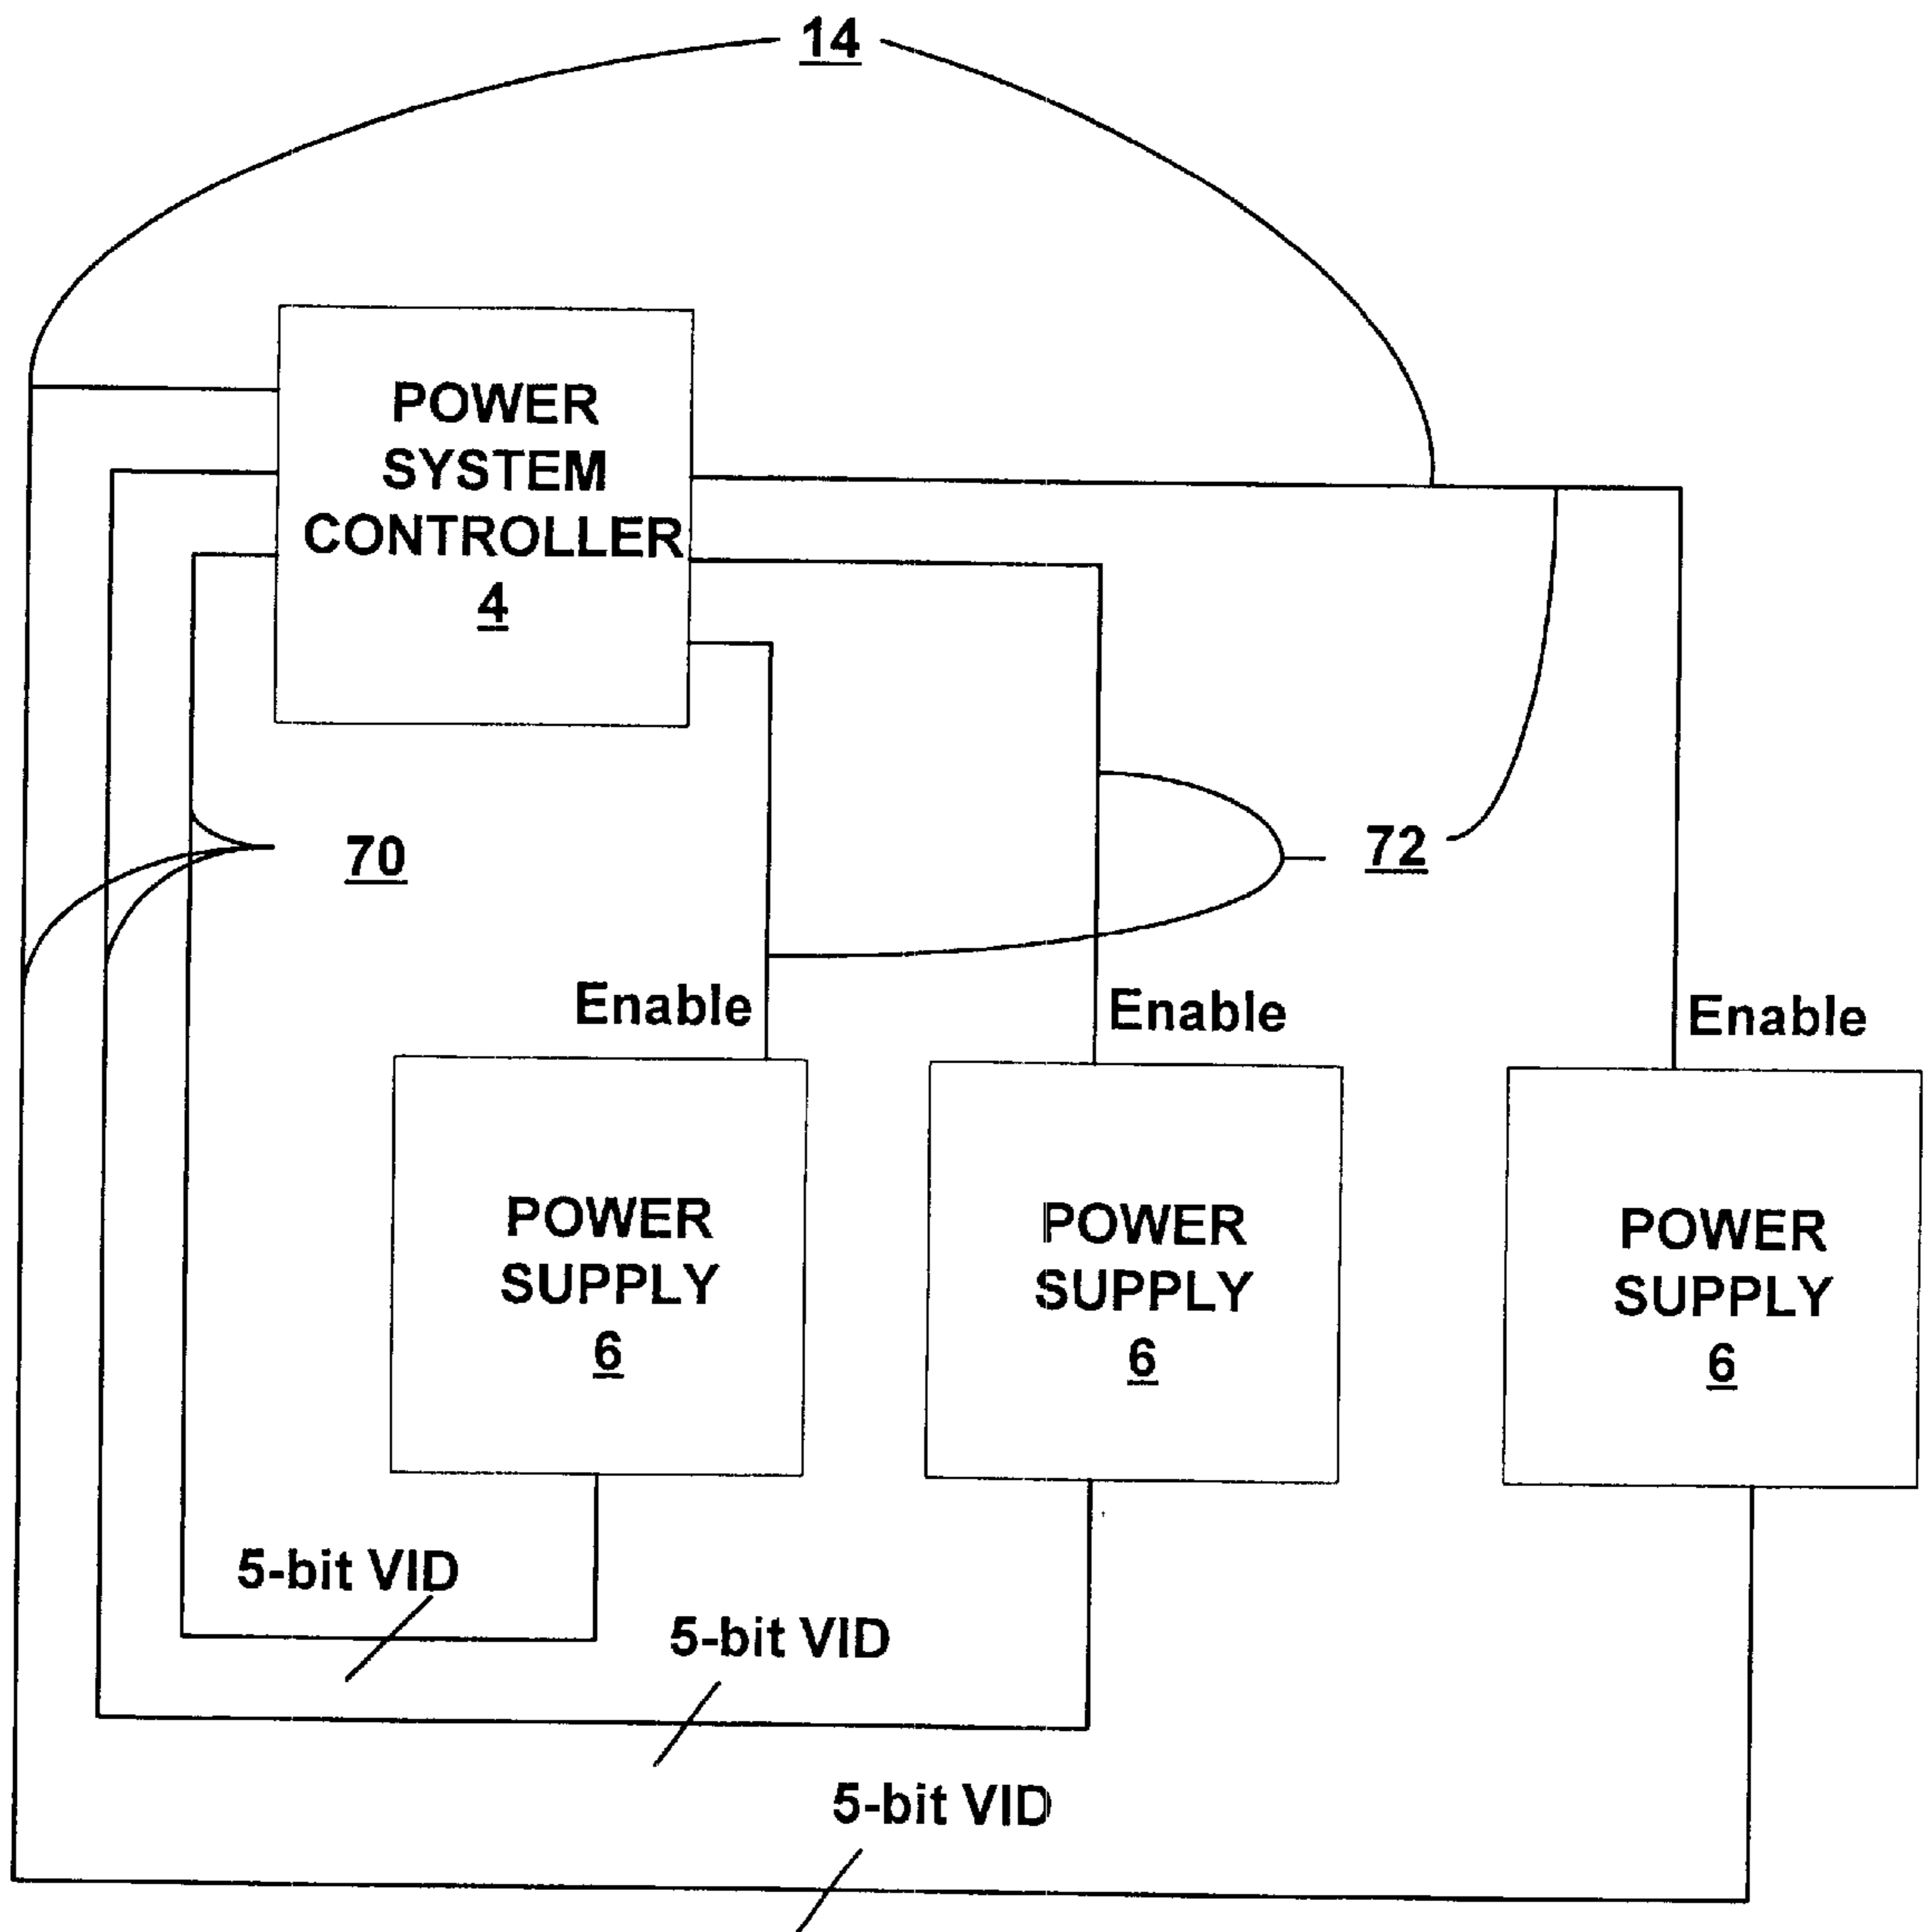 14
POWER
SYSTEM
CONTROLLER
4
70
72
Enable
Enable
Enable
POWER
SUPPLY
6
POWER
SUPPLY
6
POWER
SUPPLY
6
5-bit VID
5-bit VID
5-bit VID